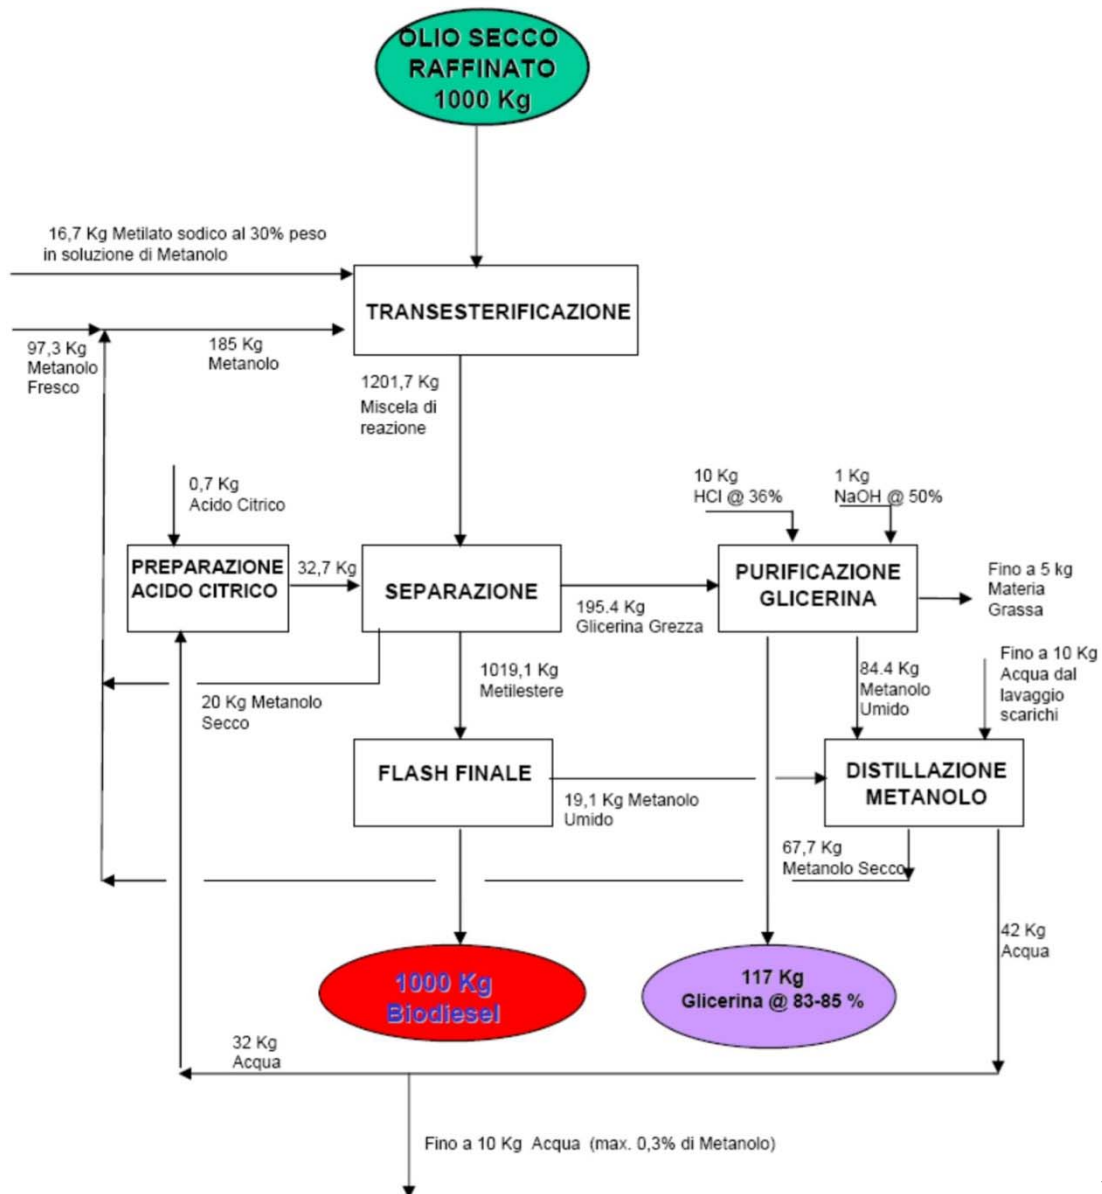 OLIO SECCO
RAFFINATO
1000 Kg
16,7 Kg Metilato sodico al 30% peso
in soluzione di Metanolo
TRANSESTERIFICAZIONE
97,3 Kg
Metanolo
Fresco
185 Kg
Metanolo
1201,7 Kg
Miscela di
reazione
0,7 Kg
Acido Citrico
10 Kg
HCl @ 36%
1 Kg
NaOH @ 50%
PREPARAZIONE
ACIDO CITRICO
32,7 Kg
SEPARAZIONE
195.4 Kg
Glicerina Grezza
PURIFICAZIONE
GLICERINA
Fino a 5 kg
Materia
Grassa
20 Kg Metanolo
Secco
1019,1 Kg
Metilestere
84.4 Kg
Metanolo
Umido
Fino a 10 Kg
Acqua dal
lavaggio
scarichi
FLASH FINALE
19,1 Kg Metanolo
Umido
DISTILLAZIONE
METANOLO
67,7 Kg
Metanolo Secco
42 Kg
Acqua
1000 Kg
Biodiesel
117 Kg
Glicerina @ 83-85 %
32 Kg
Acqua
Fino a 10 Kg Acqua (max. 0,3% di Metanolo)